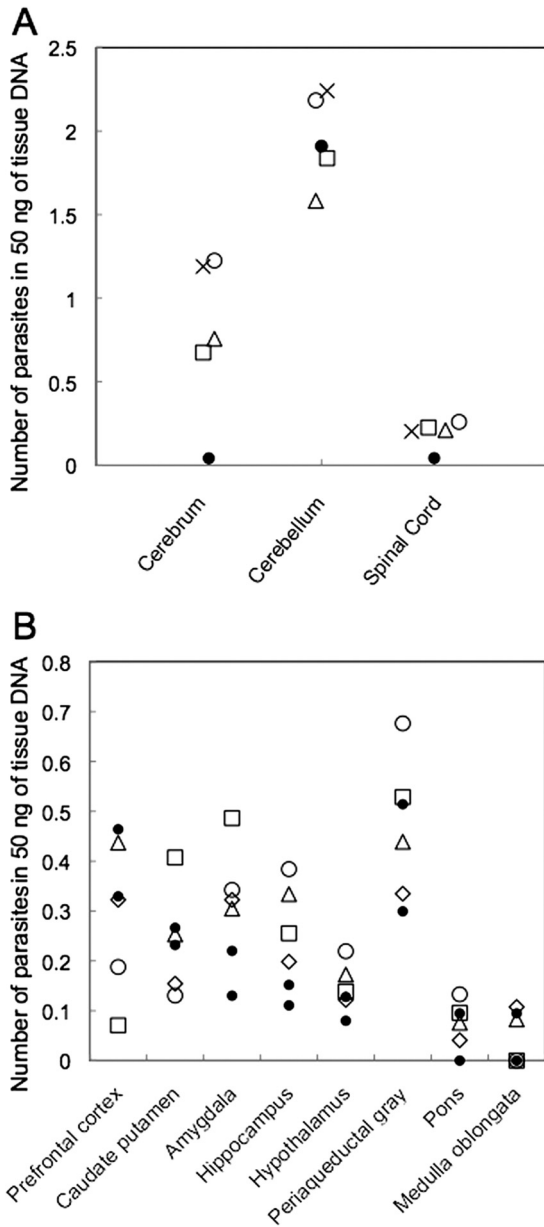 A
Number of parasites in 50 ng of tissue DNA
2.5
2
1.5
1
0.5
0
Cerebrum
Cerebellum
Spinal Cord
B
Number of parasites in 50 ng of tissue DNA
0.8
0.7
0.6
0.5
0.4
0.3
0.2
0.1
0
Prefrontal cortex
Caudate putamen
Amygdala
Hippocampus
Hypothalamus
Periaqueductal gray
Pons
Medulla oblongata